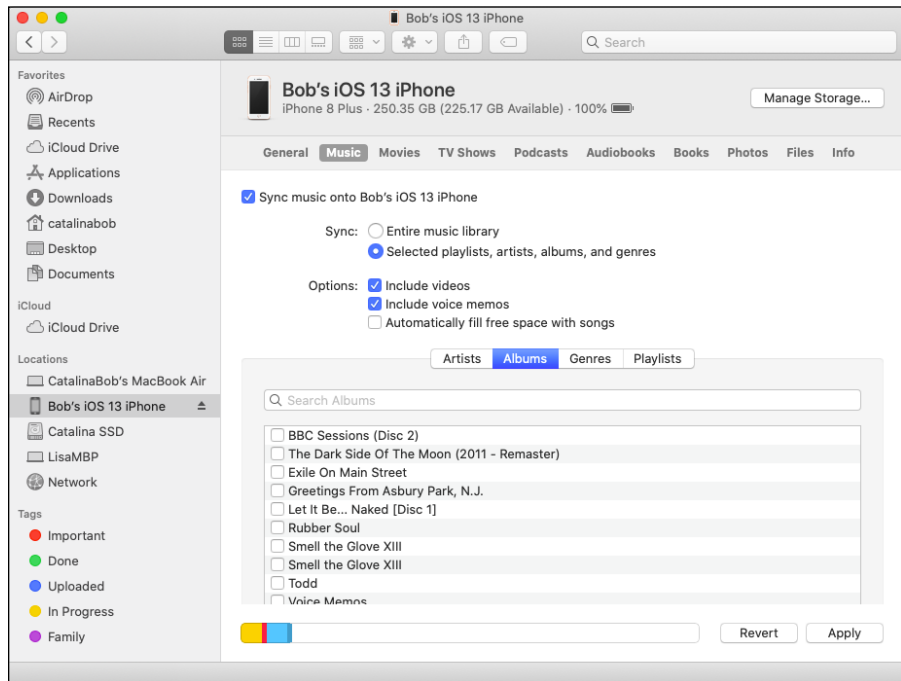 Bob's iOS 13 iPhone
Search
Favorites
AirDrop
Recents
iCloud Drive
Applications
Downloads
catalinabob
Desktop
Documents
iCloud
iCloud Drive
Locations
CatalinaBob's MacBook Air
Bob's iOS 13 iPhone
Catalina SSD
LisaMBP
Network
Tags
Important
Done
Uploaded
In Progress
Family
Bob's iOS 13 iPhone
iPhone 8 Plus · 250.35 GB (225.17 GB Available) · 100%
Manage Storage...
General Music Movies TV Shows Podcasts Audiobooks Books Photos Files Info
Sync music onto Bob's iOS 13 iPhone
Sync: Entire music library
Selected playlists, artists, albums, and genres
Options: Include videos
Include voice memos
Automatically fill free space with songs
Artists Albums Genres Playlists
Search Albums
BBC Sessions (Disc 2)
The Dark Side Of The Moon (2011 - Remaster)
Exile On Main Street
Greetings From Asbury Park, N.J.
Let It Be... Naked [Disc 1]
Rubber Soul
Smell the Glove XIII
Smell the Glove XIII
Todd
Voice Memos
Revert Apply